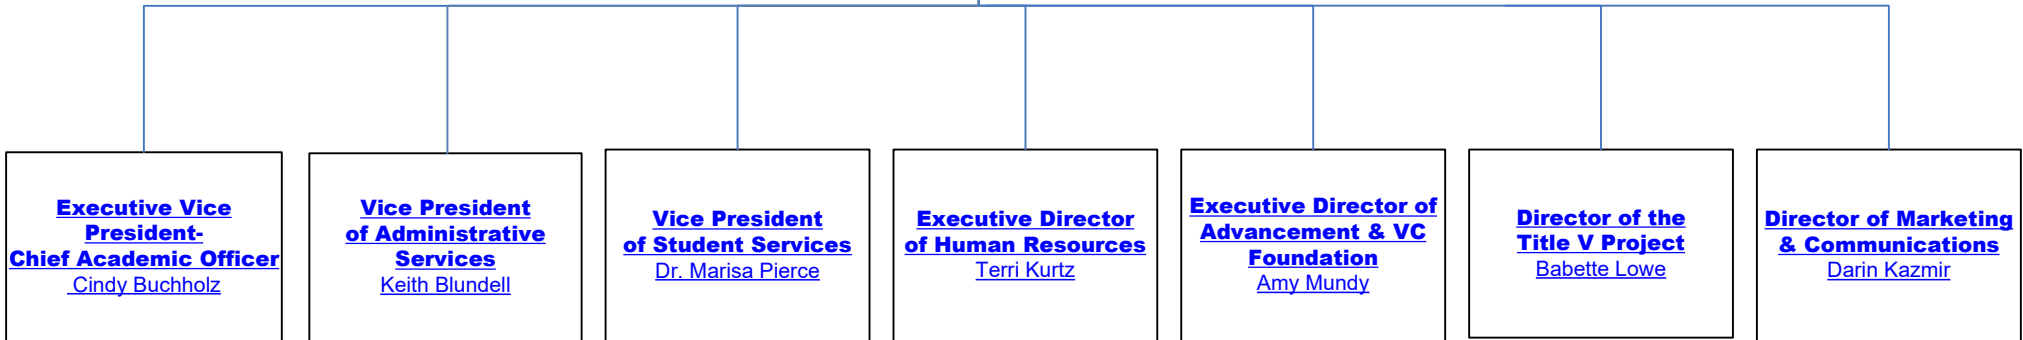 Executive Vice
President-
Chief Academic Officer
Cindy Buchholz
Vice President
of Administrative
Services
Keith Blundell
Vice President
of Student Services
Dr. Marisa Pierce
Executive Director
of Human Resources
Terri Kurtz
Executive Director of
Advancement & VC
Foundation
Amy Mundy
Director of the
Title V Project
Babette Lowe
Director of Marketing
& Communications
Darin Kazmir